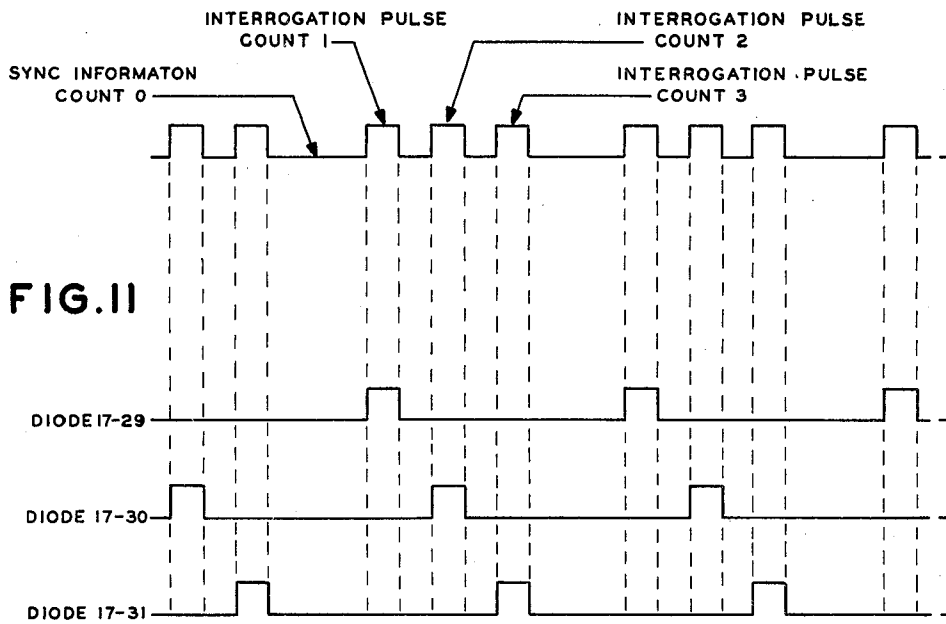 INTERROGATION PULSE
COUNT 1
INTERROGATION PULSE
COUNT 2
SYNC INFORMATON
COUNT 0
INTERROGATION PULSE
COUNT 3
FIG.11
DIODE 17-29
DIODE 17-30
DIODE 17-31